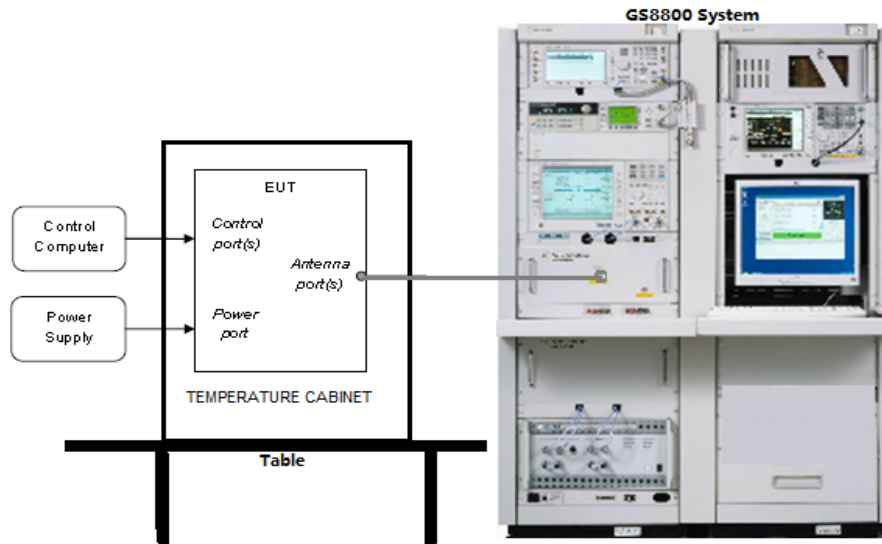 GS8800 System
EUT
Control
Computer
Control
port(s)
Antenna
port(s)
Power
Supply
Power
port
TEMPERATURE CABINET
Table